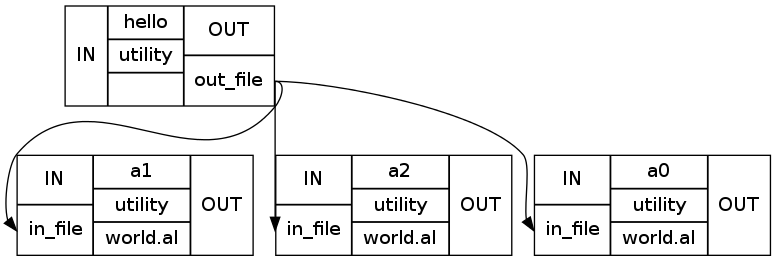 IN
hello
utility
OUT
out_file
IN
in_file
a1
utility
world.al
OUT
IN
in_file
a2
utility
world.al
OUT
IN
in_file
a0
utility
world.al
OUT